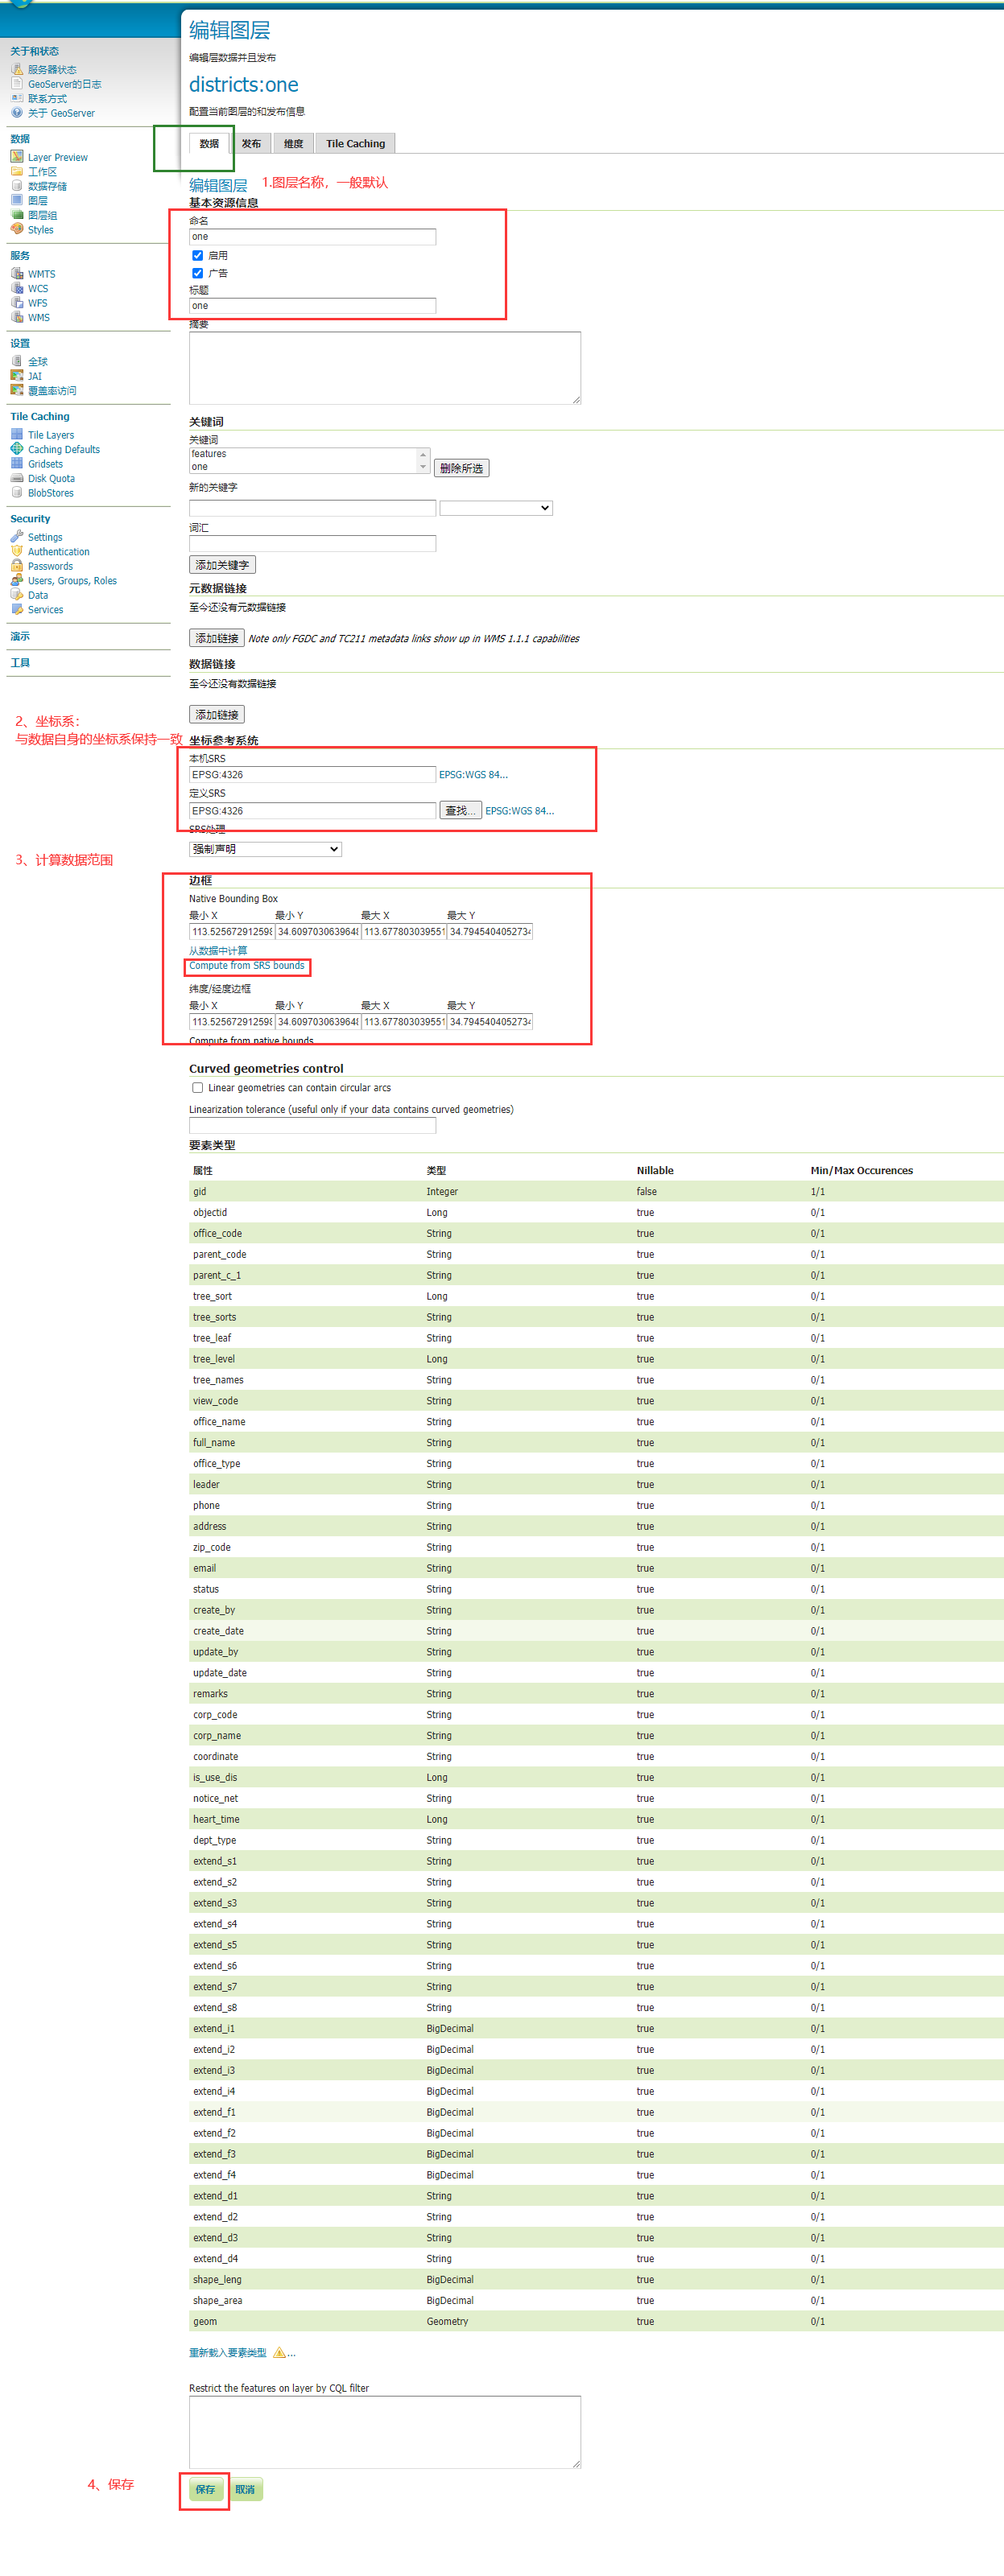 编辑图层
编辑层数据并且发布
districts:one
配置当前图层的和发布信息
数据 发布 维度 Tile Caching
关于和状态
服务器状态
GeoServer的日志
联系方式
关于 GeoServer
数据
Layer Preview
工作区
数据存储
图层
图层组
Styles
服务
WMTS
WCS
WFS
WMS
设置
全球
JAI
覆盖率访问
Tile Caching
Tile Layers
Caching Defaults
Gridsets
Disk Quota
BlobStores
Security
Settings
Authentication
Passwords
Users, Groups, Roles
Data
Services
演示
工具
编辑图层 1.图层名称，一般默认
基本资源信息
命名
one
启用
广告
标题
one
摘要
关键词
关键词
features
one
删除所选
新的关键字
词汇
添加关键字
元数据链接
至今还没有元数据链接
添加链接 Note only FGDC and TC211 metadata links show up in WMS 1.1.1 capabilities
数据链接
至今还没有数据链接
添加链接
2、坐标系：
与数据自身的坐标系保持一致
坐标参考系统
本机SRS
EPSG:4326 EPSG:WGS 84...
定义SRS
EPSG:4326 查找... EPSG:WGS 84...
SRS处理
强制声明
3、计算数据范围
边框
Native Bounding Box
最小 X 最小 Y 最大 X 最大 Y
113.525672912598 34.6097030639648 113.677803039551 34.7945404052734
从数据中计算
Compute from SRS bounds
纬度/经度边框
最小 X 最小 Y 最大 X 最大 Y
113.525672912598 34.6097030639648 113.677803039551 34.7945404052734
Compute from native bounds
Curved geometries control
Linear geometries can contain circular arcs
Linearization tolerance (useful only if your data contains curved geometries)
要素类型
属性 类型 Nillable Min/Max Occurences
gid Integer false 1/1
objectid Long true 0/1
office_code String true 0/1
parent_code String true 0/1
parent_c_1 String true 0/1
tree_sort Long true 0/1
tree_sorts String true 0/1
tree_leaf String true 0/1
tree_level Long true 0/1
tree_names String true 0/1
view_code String true 0/1
office_name String true 0/1
full_name String true 0/1
office_type String true 0/1
leader String true 0/1
phone String true 0/1
address String true 0/1
zip_code String true 0/1
email String true 0/1
status String true 0/1
create_by String true 0/1
create_date String true 0/1
update_by String true 0/1
update_date String true 0/1
remarks String true 0/1
corp_code String true 0/1
corp_name String true 0/1
coordinate String true 0/1
is_use_dis Long true 0/1
notice_net String true 0/1
heart_time Long true 0/1
dept_type String true 0/1
extend_s1 String true 0/1
extend_s2 String true 0/1
extend_s3 String true 0/1
extend_s4 String true 0/1
extend_s5 String true 0/1
extend_s6 String true 0/1
extend_s7 String true 0/1
extend_s8 String true 0/1
extend_i1 BigDecimal true 0/1
extend_i2 BigDecimal true 0/1
extend_i3 BigDecimal true 0/1
extend_i4 BigDecimal true 0/1
extend_f1 BigDecimal true 0/1
extend_f2 BigDecimal true 0/1
extend_f3 BigDecimal true 0/1
extend_f4 BigDecimal true 0/1
extend_d1 String true 0/1
extend_d2 String true 0/1
extend_d3 String true 0/1
extend_d4 String true 0/1
shape_leng BigDecimal true 0/1
shape_area BigDecimal true 0/1
geom Geometry true 0/1
重新载入要素类型 ...
Restrict the features on layer by CQL filter
4、保存
保存 取消